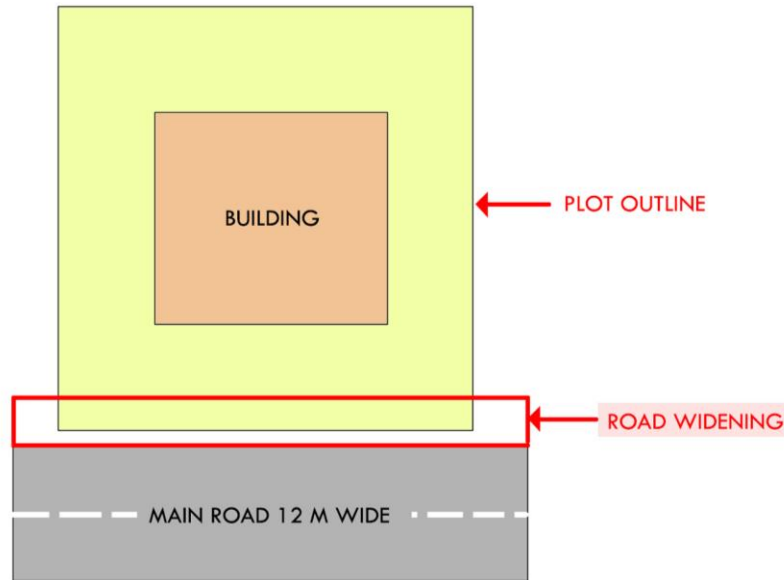 BUILDING
PLOT OUTLINE
ROAD WIDENING
MAIN ROAD 12 M WIDE